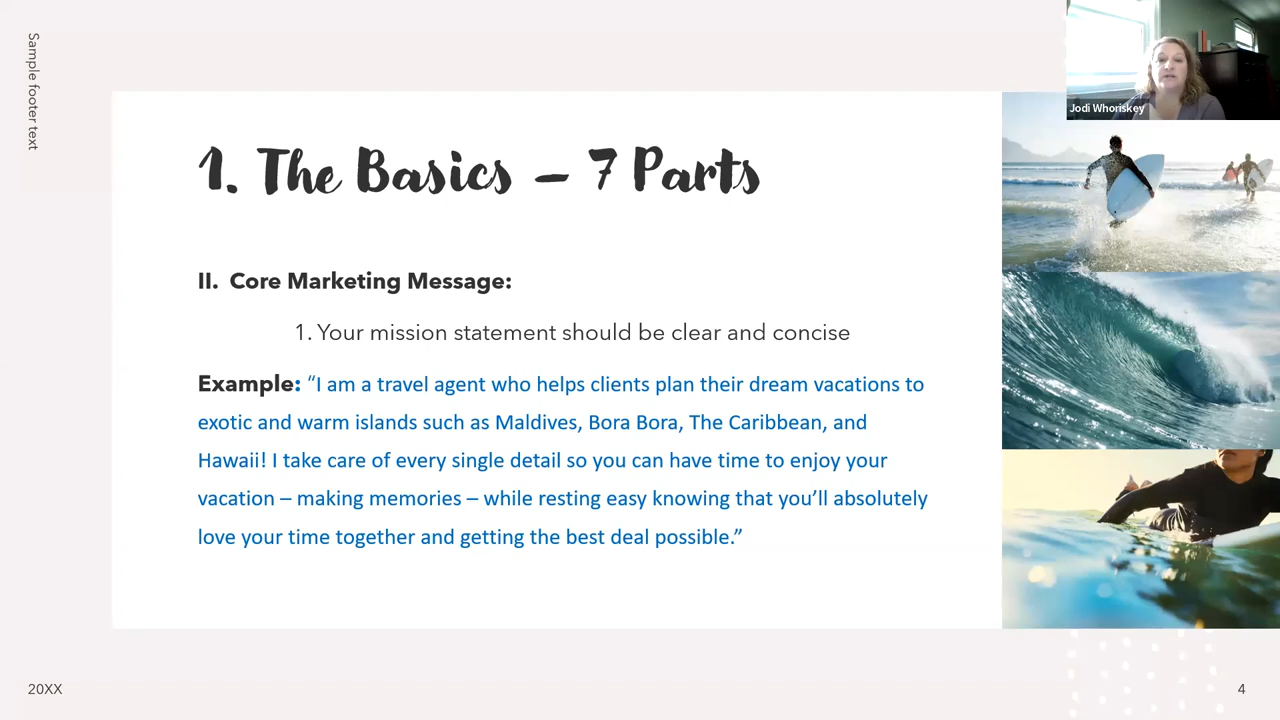 Sample footer text
Jodi Whoriskey
1. The Basics – 7 Parts
II. Core Marketing Message:
1. Your mission statement should be clear and concise
Example: “I am a travel agent who helps clients plan their dream vacations to
exotic and warm islands such as Maldives, Bora Bora, The Caribbean, and
Hawaii! I take care of every single detail so you can have time to enjoy your
vacation – making memories – while resting easy knowing that you’ll absolutely
love your time together and getting the best deal possible.”
20XX
4